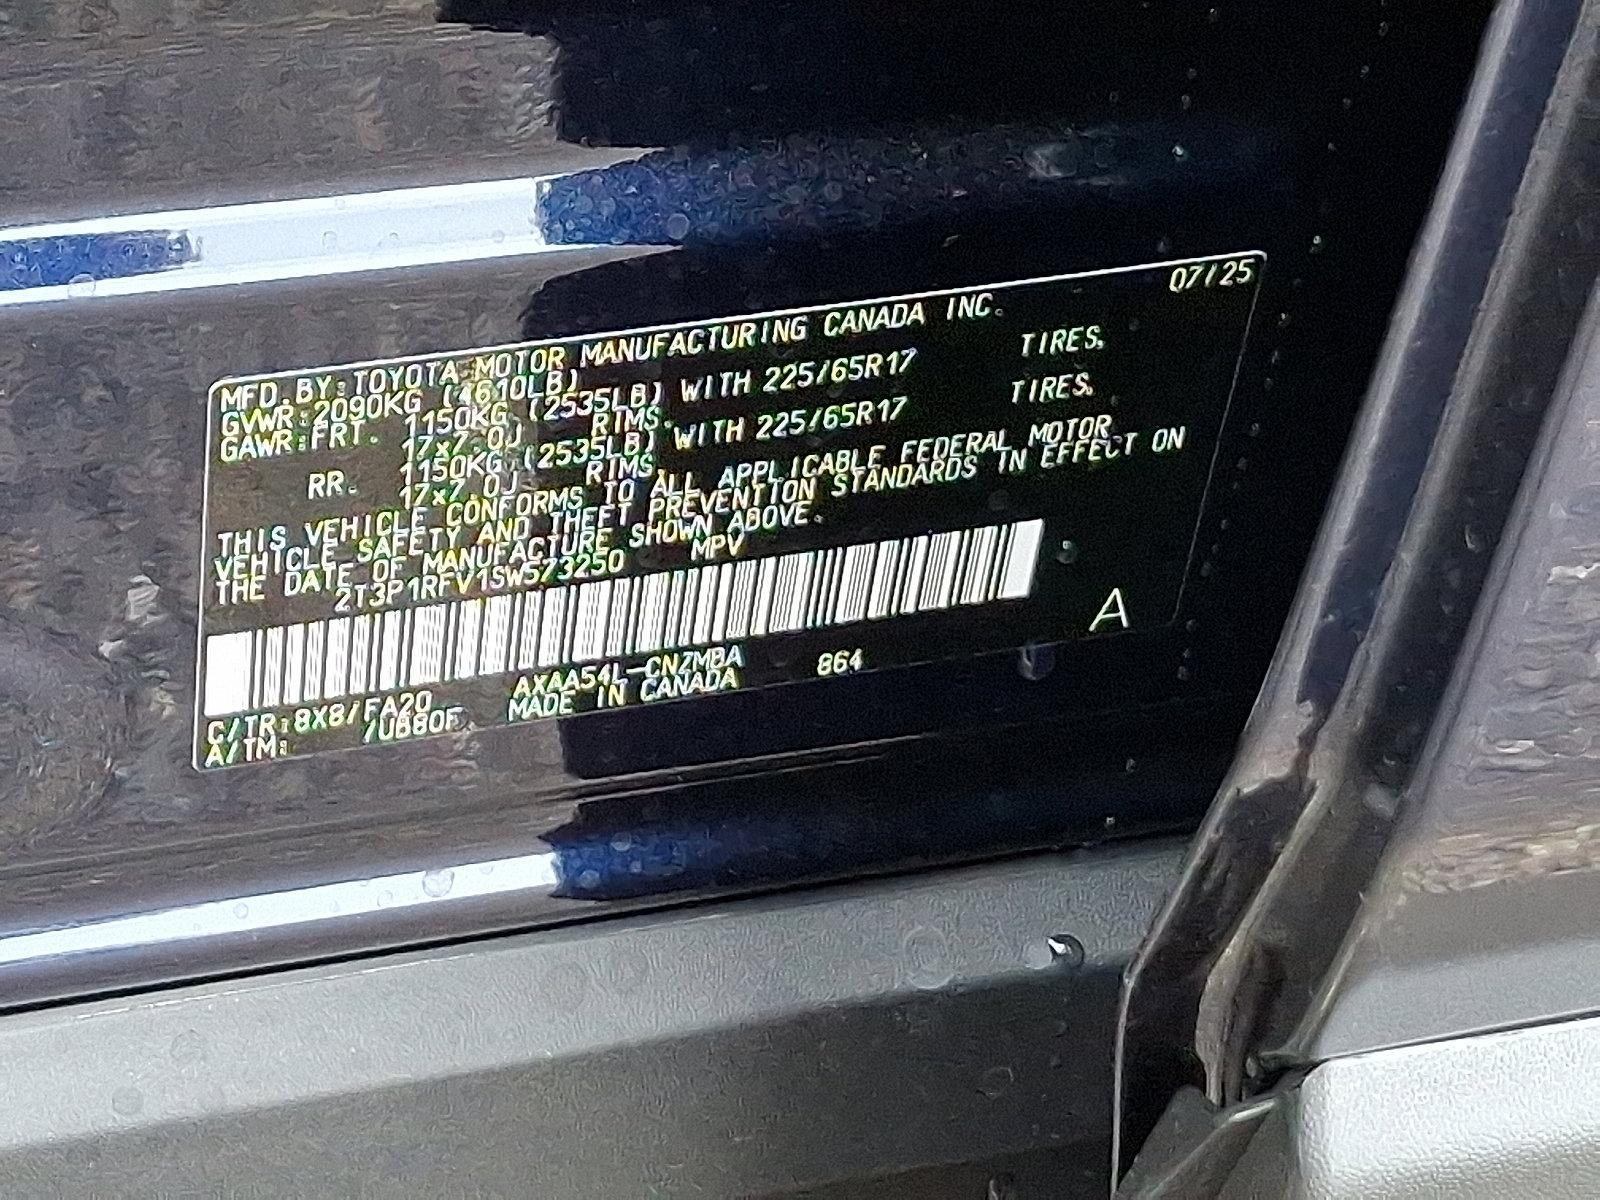 07/25
MFD.BY:TOYOTA MOTOR MANUFACTURING CANADA INC.
GVWR:2090KG (4610LB)
GAWR:FRT. 1150KG (2535LB) WITH 225/65R17 TIRES,
17x7.0J RIMS.
RR. 1150KG (2535LB) WITH 225/65R17 TIRES,
17x7.0J RIMS.
THIS VEHICLE CONFORMS TO ALL APPLICABLE FEDERAL MOTOR
VEHICLE SAFETY AND THEFT PREVENTION STANDARDS IN EFFECT ON
THE DATE OF MANUFACTURE SHOWN ABOVE.
2T3P1RFV1SW573250 MPV
A
C/TR:8X8/FA20 AXAA54L-CNZMBA 864
A/TM: /UB80F MADE IN CANADA